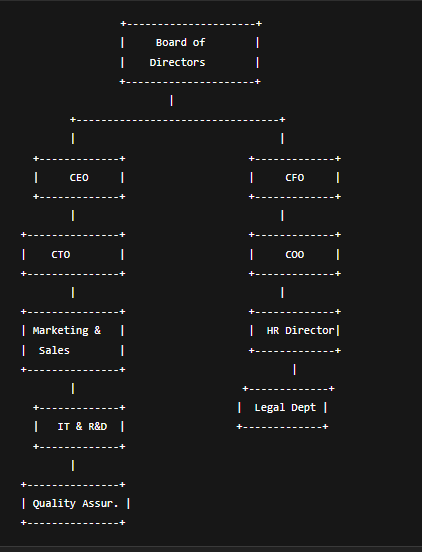 Board of
Directors
CEO CFO
CTO COO
Marketing & HR Director
Sales
Legal Dept
IT & R&D
Quality Assur.